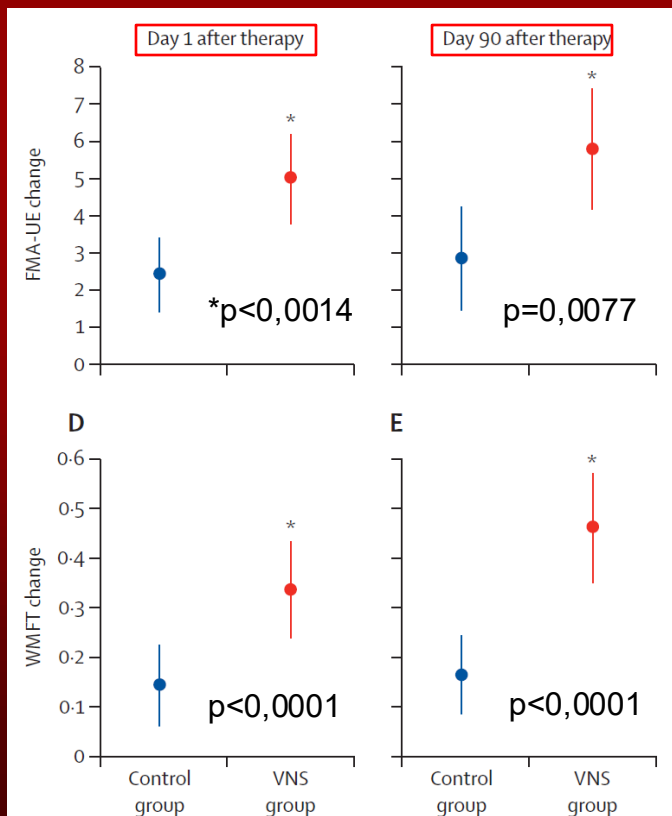 Day 1 after therapy
Day 90 after therapy
FMA-UE change
8
7
6
5
4
3
2
1
0
*
*
*p<0,0014
p=0,0077
D
E
WMFT change
0·6
0·5
0·4
0·3
0·2
0·1
0
*
*
p<0,0001
p<0,0001
Control group
VNS group
Control group
VNS group